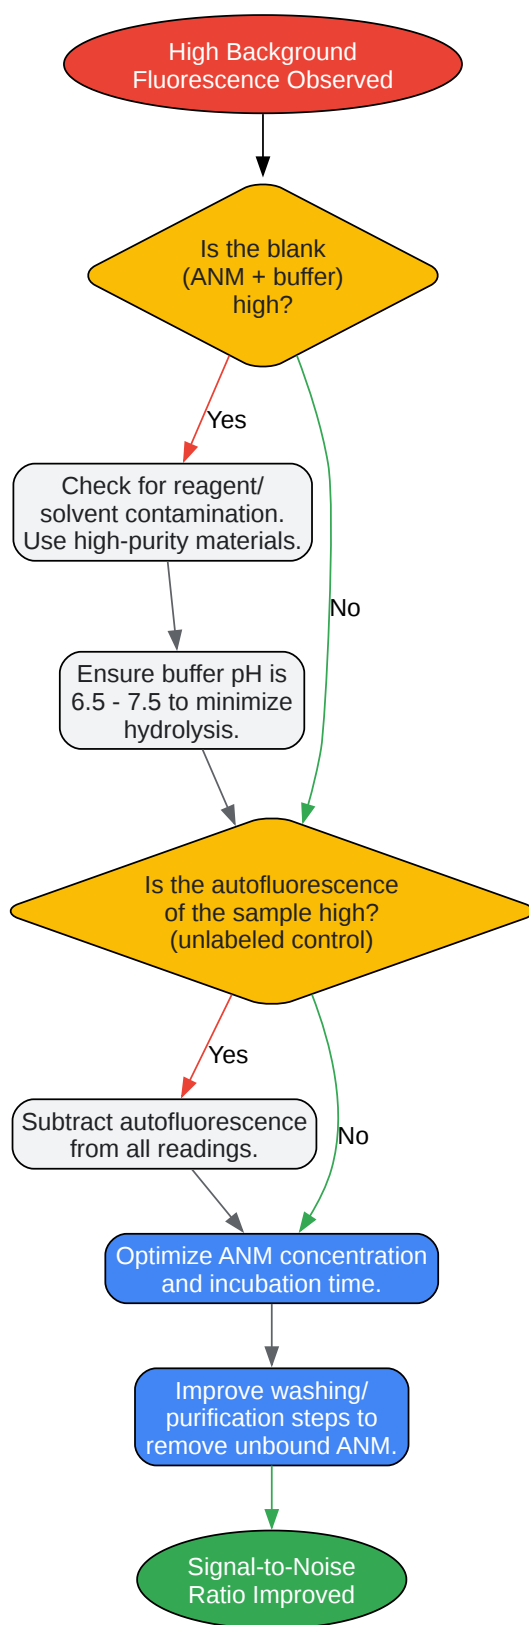 High Background
Fluorescence Observed
Is the blank
(ANM + buffer)
high?
Yes
Check for reagent/
solvent contamination.
Use high-purity materials.
No
Ensure buffer pH is
6.5 - 7.5 to minimize
hydrolysis.
Is the autofluorescence
of the sample high?
(unlabeled control)
Yes
Subtract autofluorescence
from all readings.
No
Optimize ANM concentration
and incubation time.
Improve washing/
purification steps to
remove unbound ANM.
Signal-to-Noise
Ratio Improved